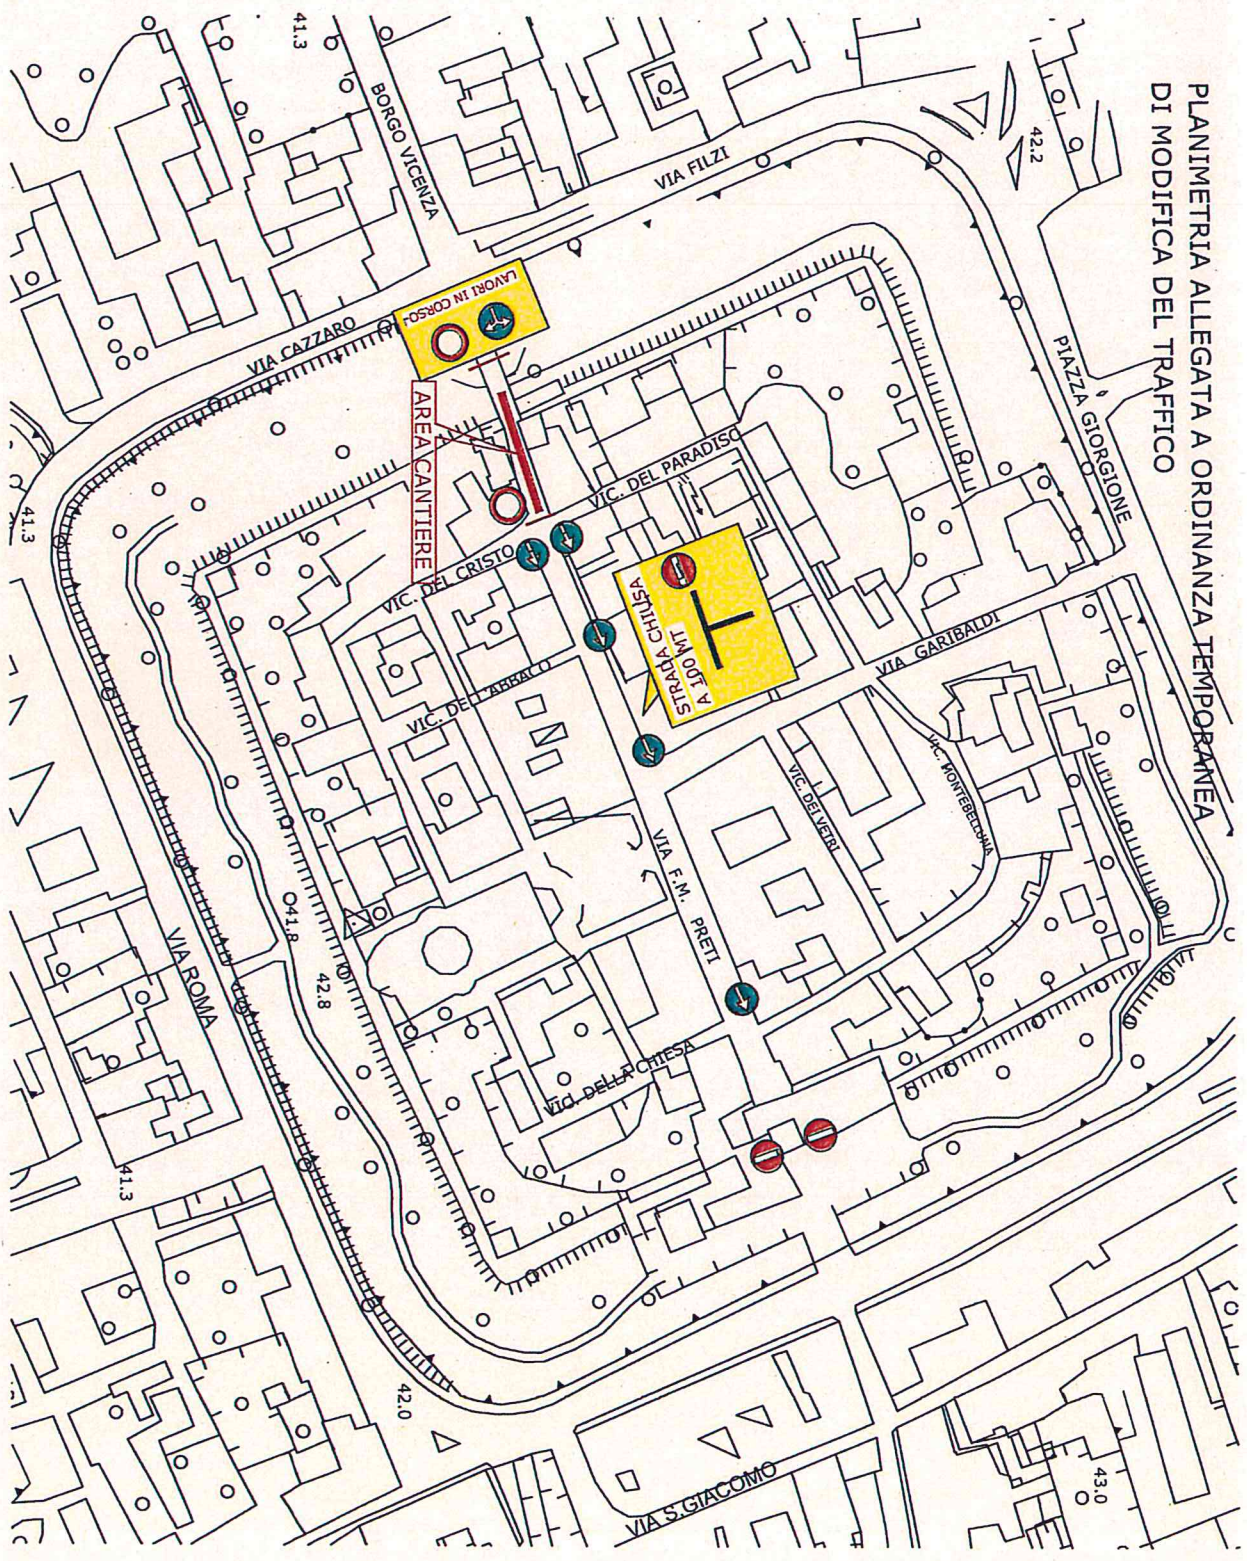 PLANIMETRIA ALLEGATA A ORDINANZA TEMPORANEA
DI MODIFICA DEL TRAFFICO
41.3
BORGO VICENZA
VIA FILZI
42.2
PIAZZA GIORGIONE
LAVORI IN CORSO
VIA CAZZARO
AREA CANTIERE
VIC. DEL PARADISO
VIC. DEL CRISTO
STRADA CHIUSA
A 100 MT
VIA GARIBALDI
VIC. DELL'ABBACO
VIC. MONTEBELLUNA
VIC. DEI VETRI
VIA F.M. PRETI
41.3
41.8
42.8
VIA ROMA
VIC. DELLA CHIESA
41.3
42.0
VIA S.GIACOMO
43.0